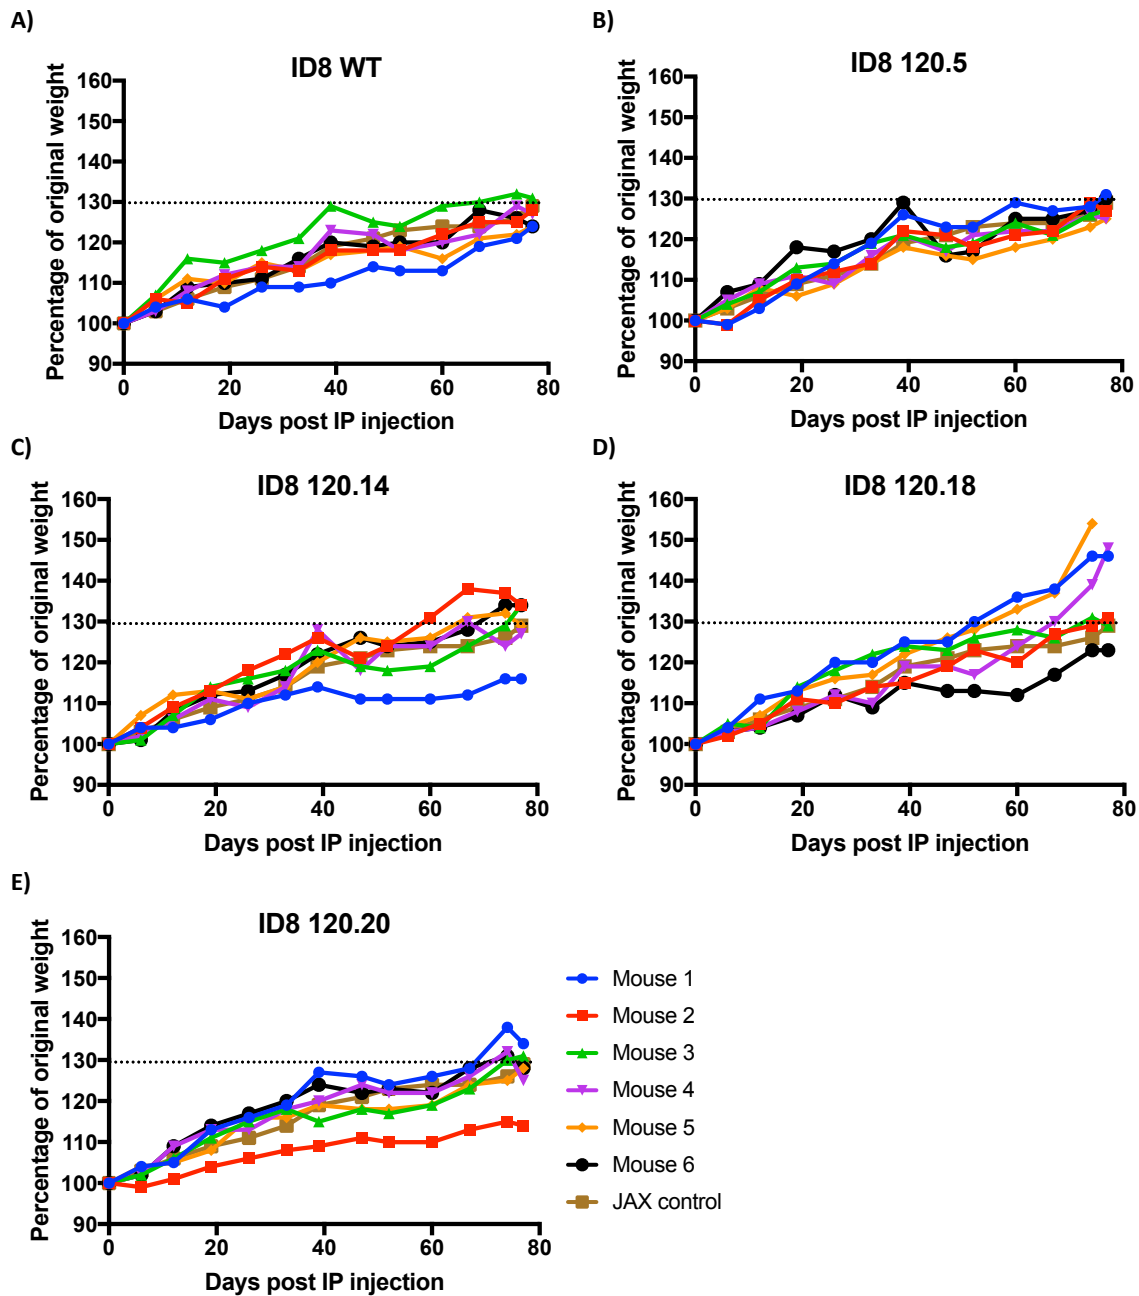 A)
ID8 WT
Percentage of original weight
160
150
140
130
120
110
100
90
0 20 40 60 80
Days post IP injection
B)
ID8 120.5
Percentage of original weight
160
150
140
130
120
110
100
90
0 20 40 60 80
Days post IP injection
C)
ID8 120.14
Percentage of original weight
160
150
140
130
120
110
100
90
0 20 40 60 80
Days post IP injection
D)
ID8 120.18
Percentage of original weight
160
150
140
130
120
110
100
90
0 20 40 60 80
Days post IP injection
E)
ID8 120.20
Percentage of original weight
160
150
140
130
120
110
100
90
0 20 40 60 80
Days post IP injection
Mouse 1
Mouse 2
Mouse 3
Mouse 4
Mouse 5
Mouse 6
JAX control